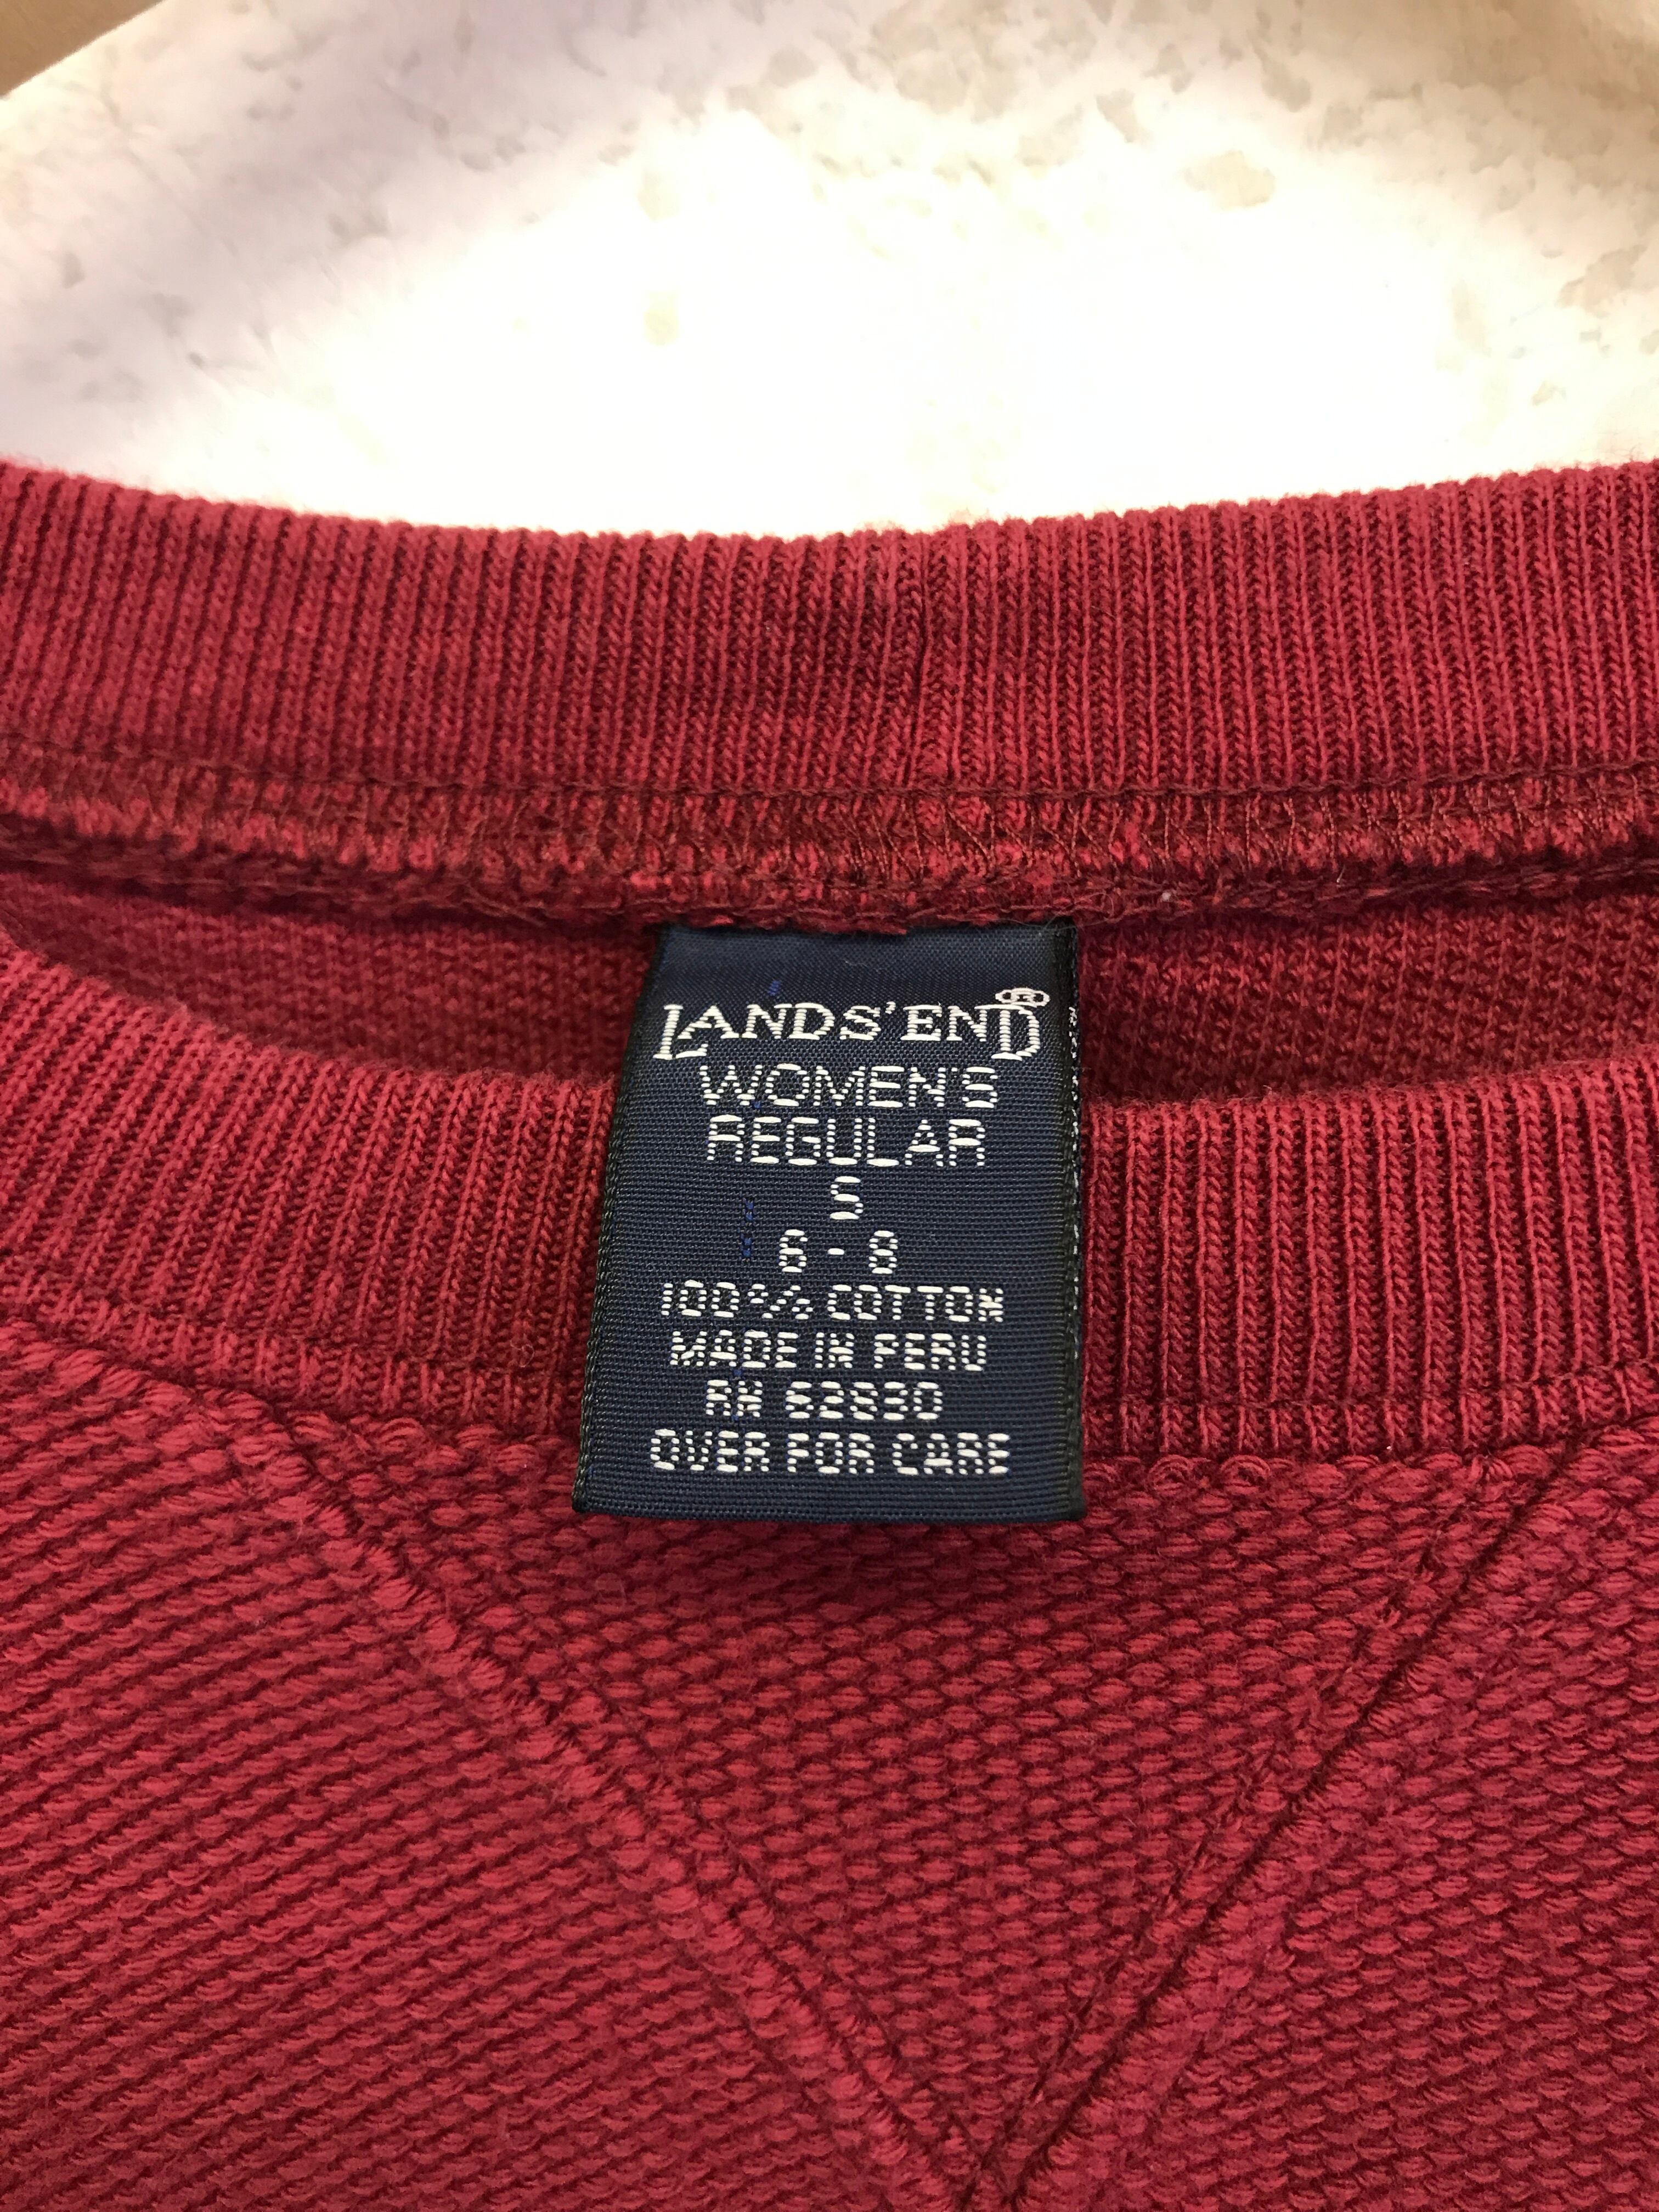 LANDS' END®
WOMEN'S
REGULAR
S
6 - 8
100% COTTON
MADE IN PERU
RN 62830
OVER FOR CARE